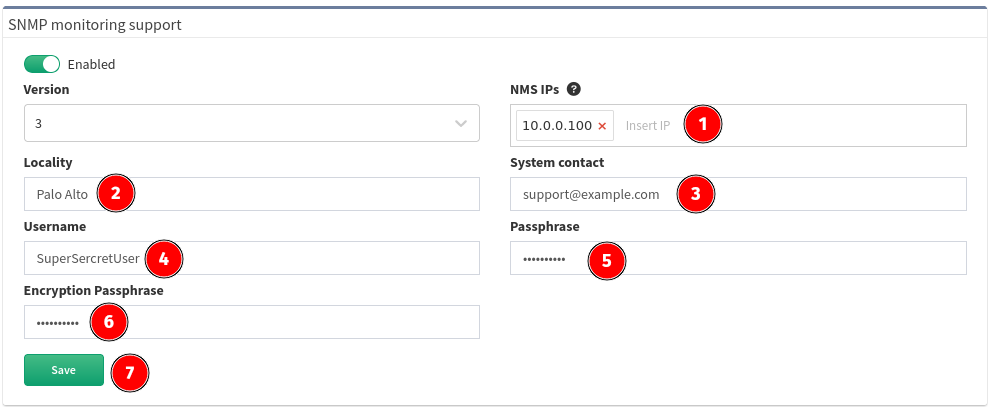 SNMP monitoring support
Enabled
Version
NMS IPs ?
3
10.0.0.100 × Insert IP 1
Locality
System contact
Palo Alto 2
support@example.com 3
Username
Passphrase
SuperSercretUser 4
•••••••••• 5
Encryption Passphrase
•••••••••• 6
Save 7